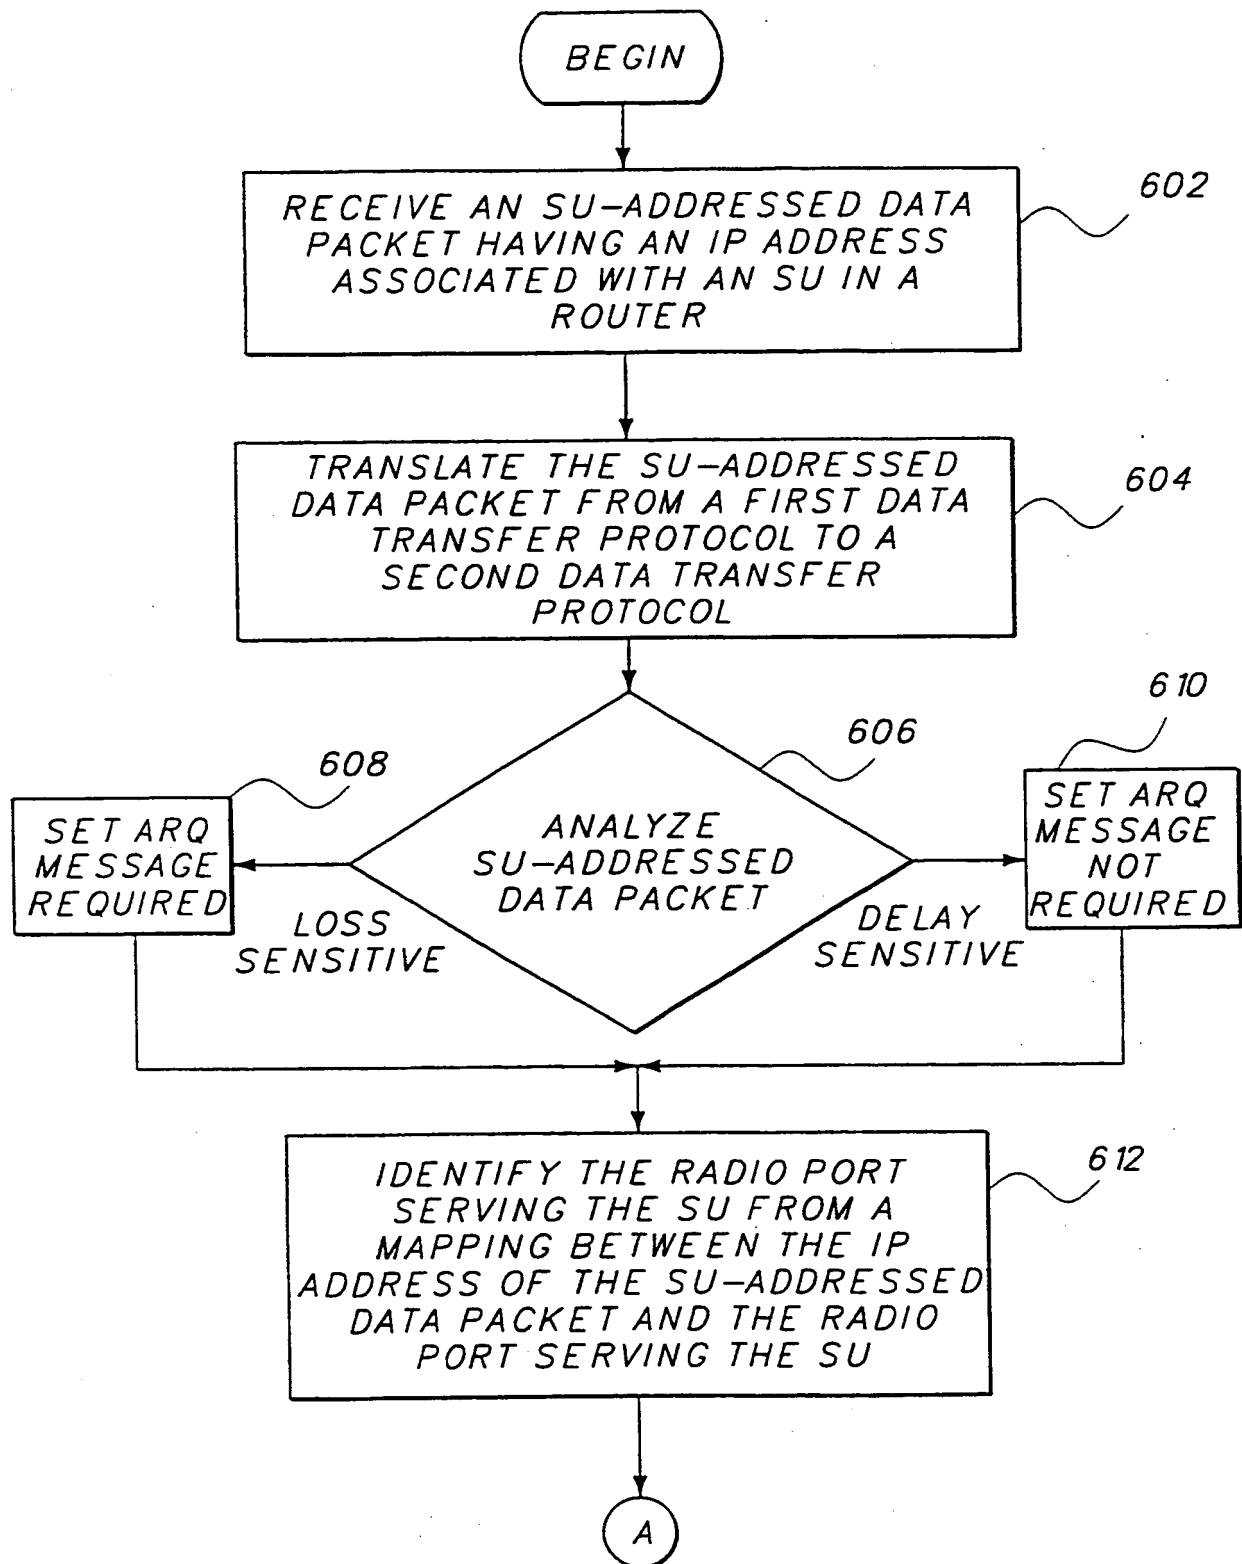 BEGIN
RECEIVE AN SU-ADDRESSED DATA
PACKET HAVING AN IP ADDRESS
ASSOCIATED WITH AN SU IN A
ROUTER
602
TRANSLATE THE SU-ADDRESSED
DATA PACKET FROM A FIRST DATA
TRANSFER PROTOCOL TO A
SECOND DATA TRANSFER
PROTOCOL
604
606
ANALYZE
SU-ADDRESSED
DATA PACKET
608
SET ARQ
MESSAGE
REQUIRED
LOSS
SENSITIVE
610
SET ARQ
MESSAGE
NOT
REQUIRED
DELAY
SENSITIVE
IDENTIFY THE RADIO PORT
SERVING THE SU FROM A
MAPPING BETWEEN THE IP
ADDRESS OF THE SU-ADDRESSED
DATA PACKET AND THE RADIO
PORT SERVING THE SU
612
A